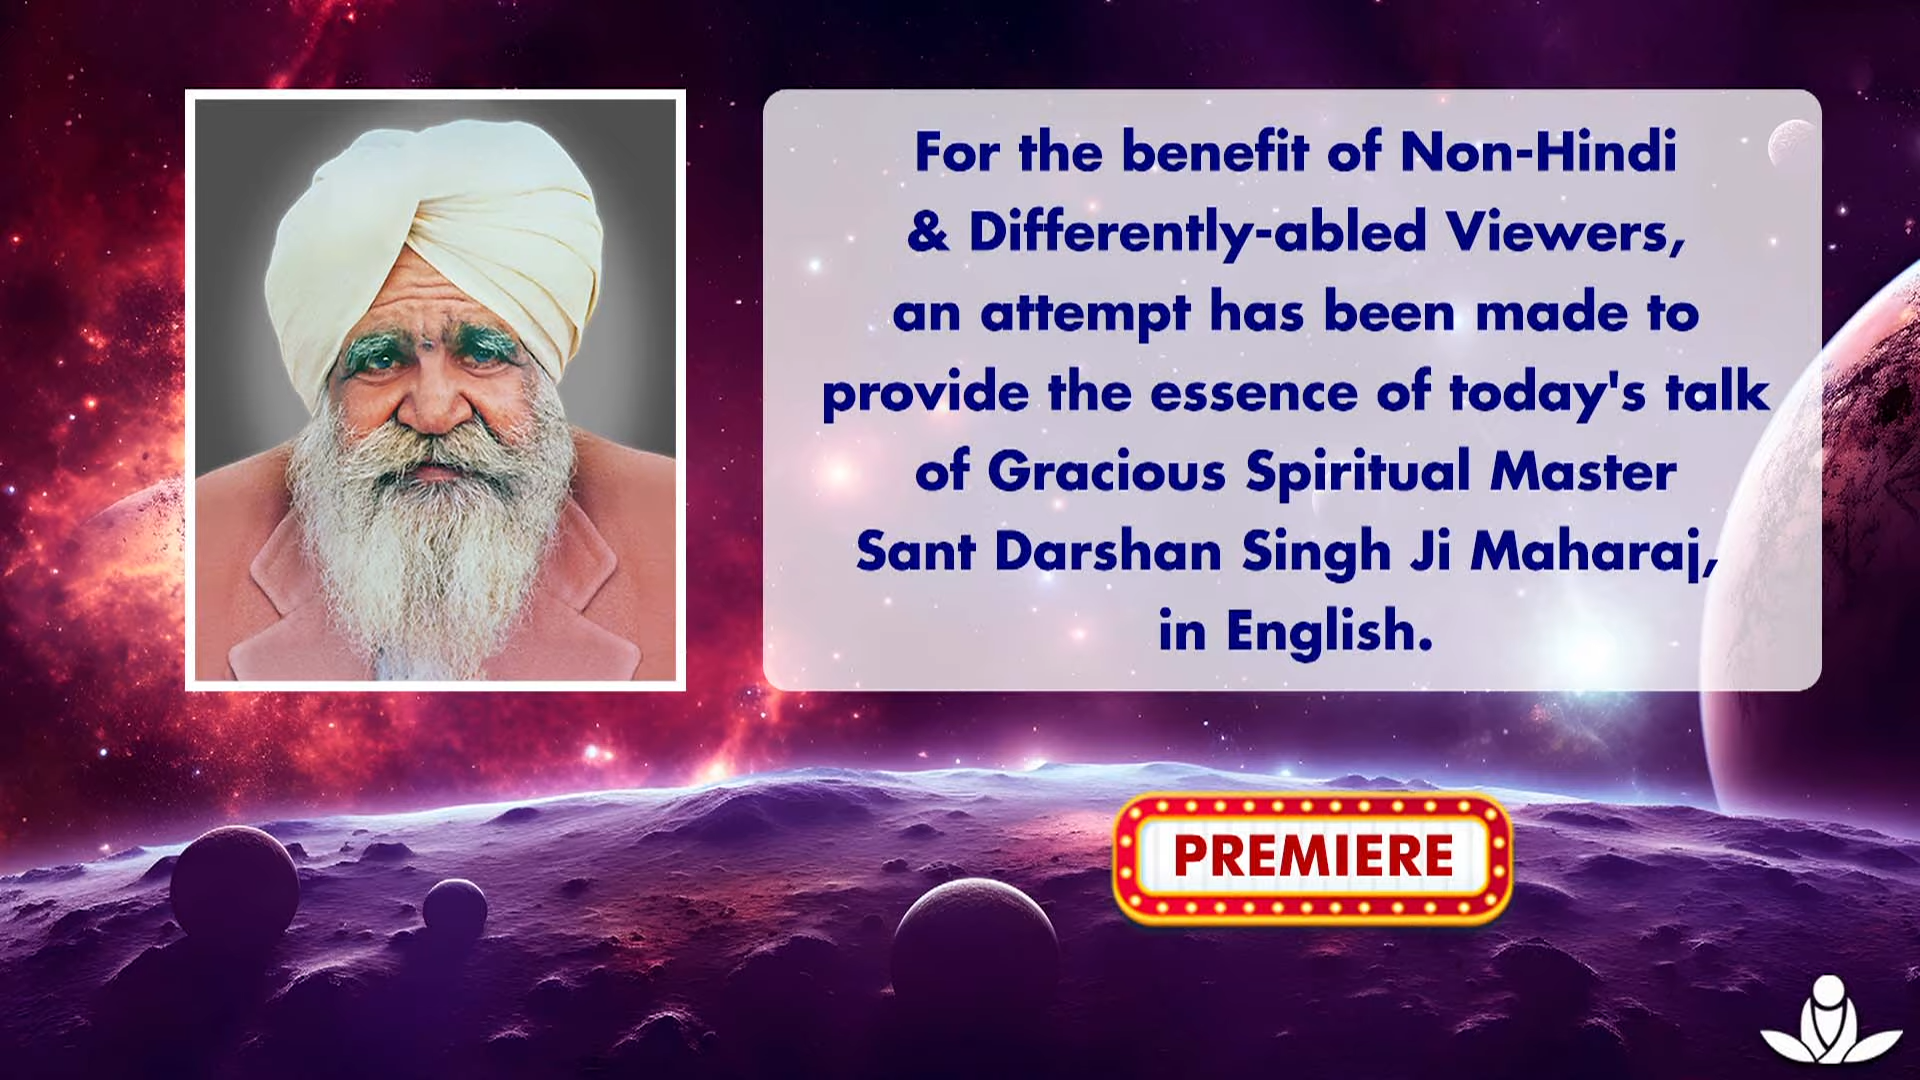 For the benefit of Non-Hindi
& Differently-abled Viewers,
an attempt has been made to
provide the essence of today's talk
of Gracious Spiritual Master
Sant Darshan Singh Ji Maharaj,
in English.
PREMIERE